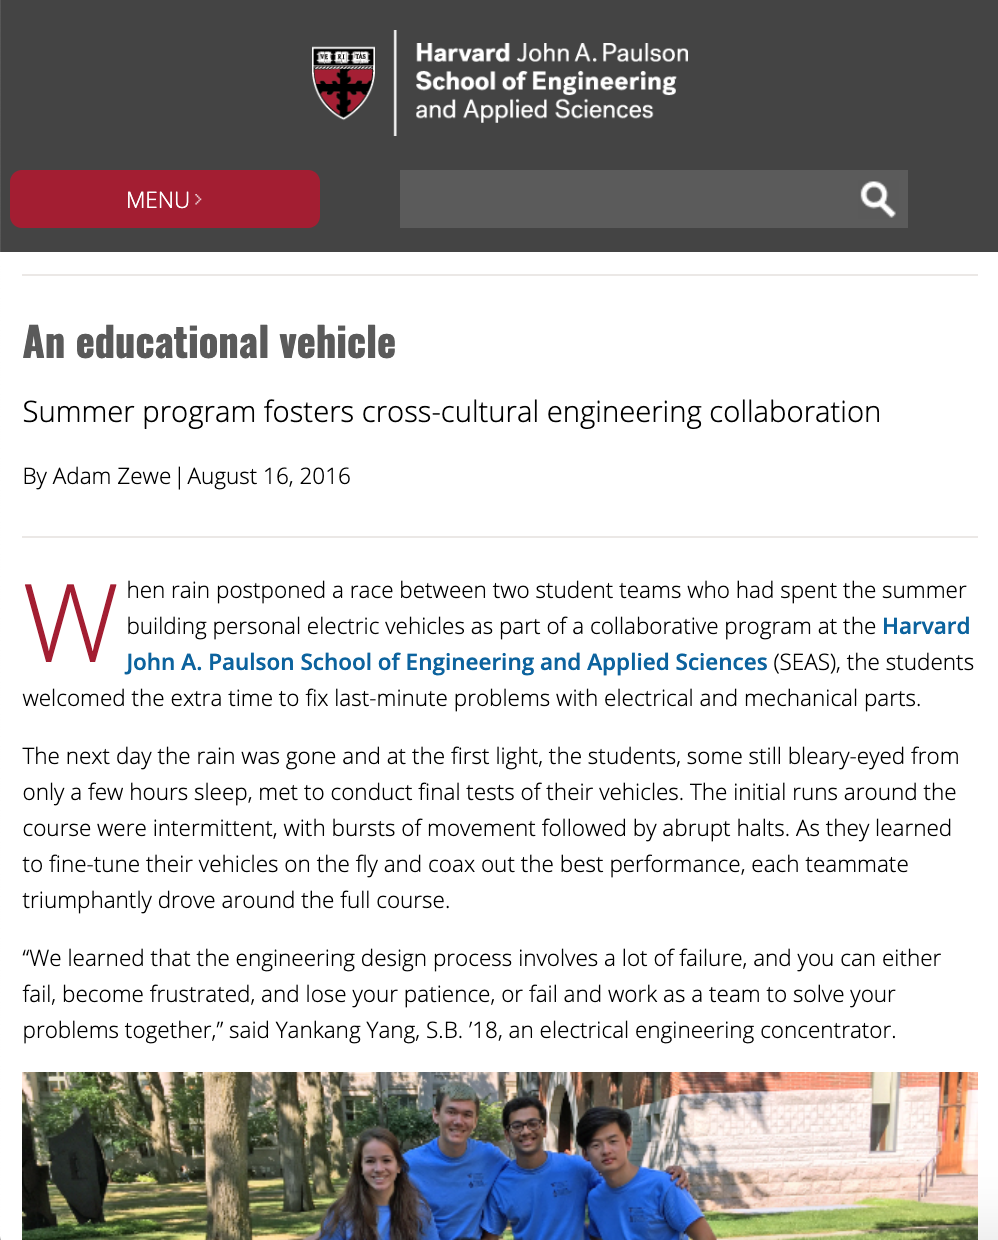 VE RI TAS
Harvard John A. Paulson
School of Engineering
and Applied Sciences
MENU ›
An educational vehicle
Summer program fosters cross-cultural engineering collaboration
By Adam Zewe | August 16, 2016
When rain postponed a race between two student teams who had spent the summer
building personal electric vehicles as part of a collaborative program at the Harvard
John A. Paulson School of Engineering and Applied Sciences (SEAS), the students
welcomed the extra time to fix last-minute problems with electrical and mechanical parts.
The next day the rain was gone and at the first light, the students, some still bleary-eyed from
only a few hours sleep, met to conduct final tests of their vehicles. The initial runs around the
course were intermittent, with bursts of movement followed by abrupt halts. As they learned
to fine-tune their vehicles on the fly and coax out the best performance, each teammate
triumphantly drove around the full course.
“We learned that the engineering design process involves a lot of failure, and you can either
fail, become frustrated, and lose your patience, or fail and work as a team to solve your
problems together,” said Yankang Yang, S.B. ’18, an electrical engineering concentrator.